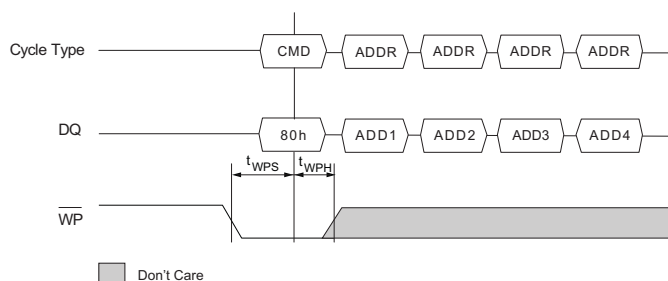 Cycle Type CMD ADDR ADDR ADDR ADDR
DQ 80h ADD1 ADD2 ADD3 ADD4
tWPS tWPH
WP
Don't Care